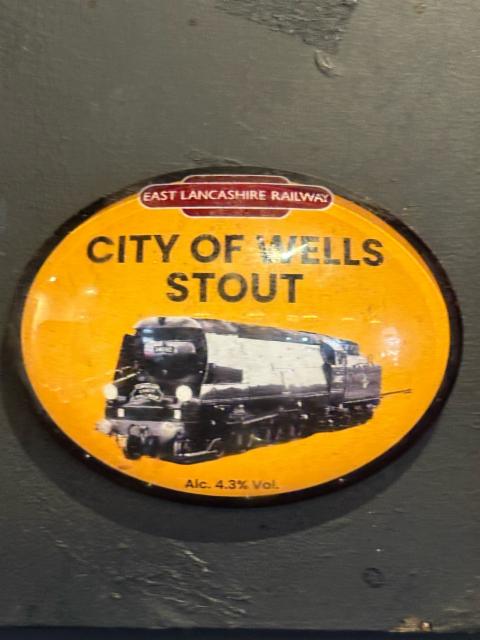 EAST LANCASHIRE RAILWAY
CITY OF WELLS
STOUT
Alc. 4.3% Vol.